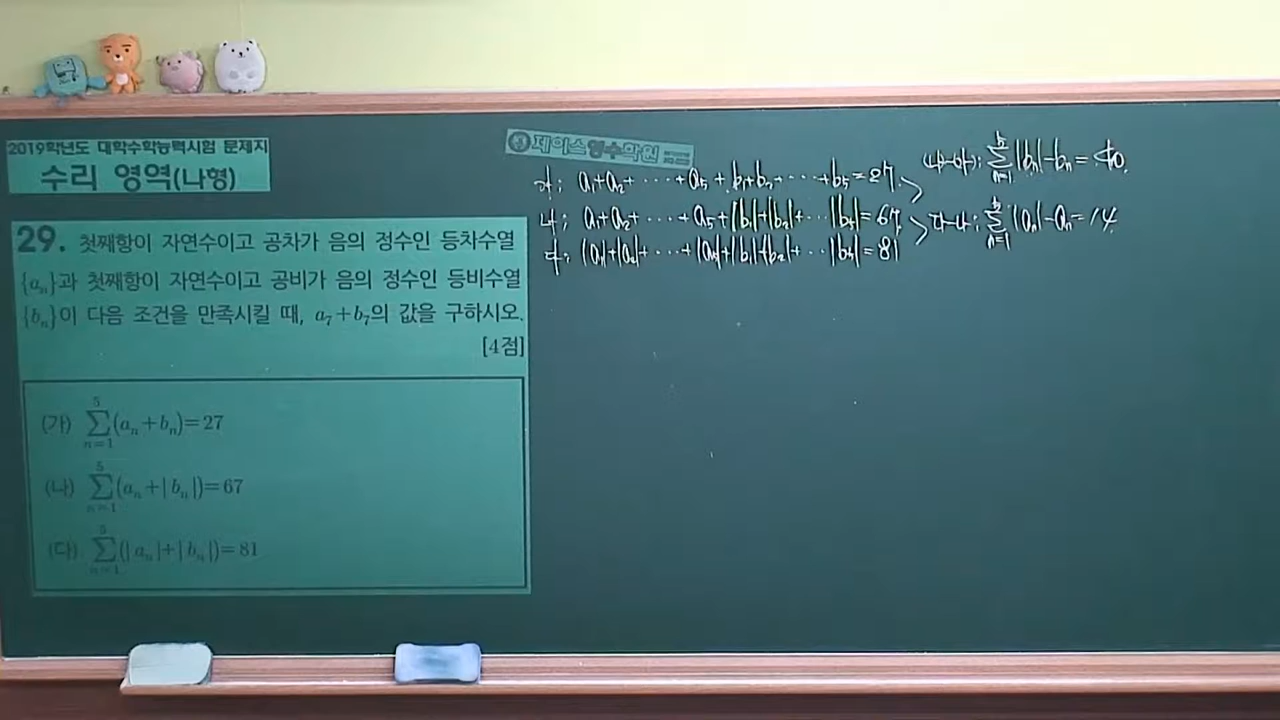 2019학년도 대학수학능력시험 문제지
수리 영역(나형)
29. 첫째항이 자연수이고 공차가 음의 정수인 등차수열
{aₙ}과 첫째항이 자연수이고 공비가 음의 정수인 등비수열
{bₙ}이 다음 조건을 만족시킬 때, a₇+b₇의 값을 구하시오.
[4점]
(가) ∑ₙ₌₁⁵(aₙ+bₙ)=27
(나) ∑ₙ₌₁⁵(aₙ+|bₙ|)=67
(다) ∑ₙ₌₁⁵(|aₙ|+|bₙ|)=81
제이스영수학원
가; a₁+a₂+⋯+a₅+b₁+b₂+⋯+b₅=27
나; a₁+a₂+⋯+a₅+|b₁|+|b₂|+⋯|b₅|=67
다; |a₁|+|a₂|+⋯+|a₅|+|b₁|+|b₂|+⋯|b₅|=81
나-가; ∑ₙ₌₁⁵|bₙ|-bₙ=40
다-나; ∑ₙ₌₁⁵|aₙ|-aₙ=14